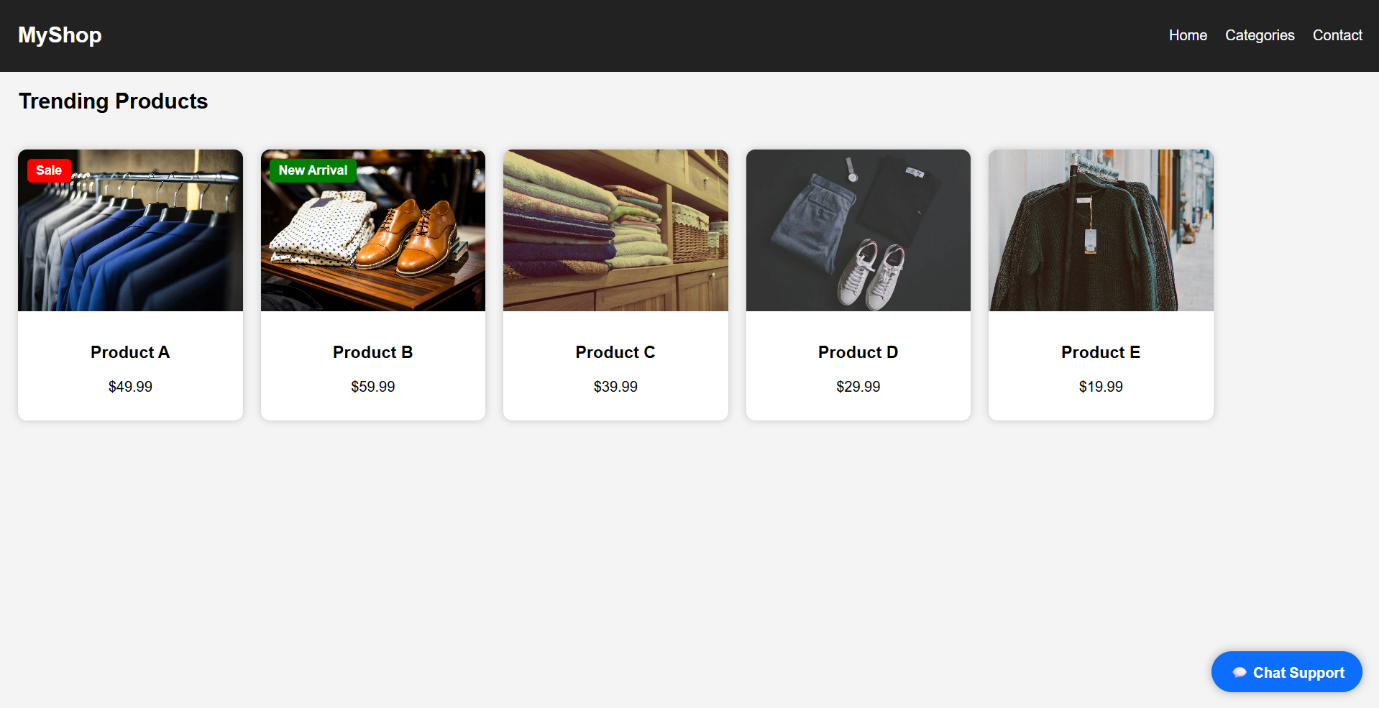 MyShop
Home Categories Contact
Trending Products
Sale
New Arrival
Product A
$49.99
Product B
$59.99
Product C
$39.99
Product D
$29.99
Product E
$19.99
Chat Support